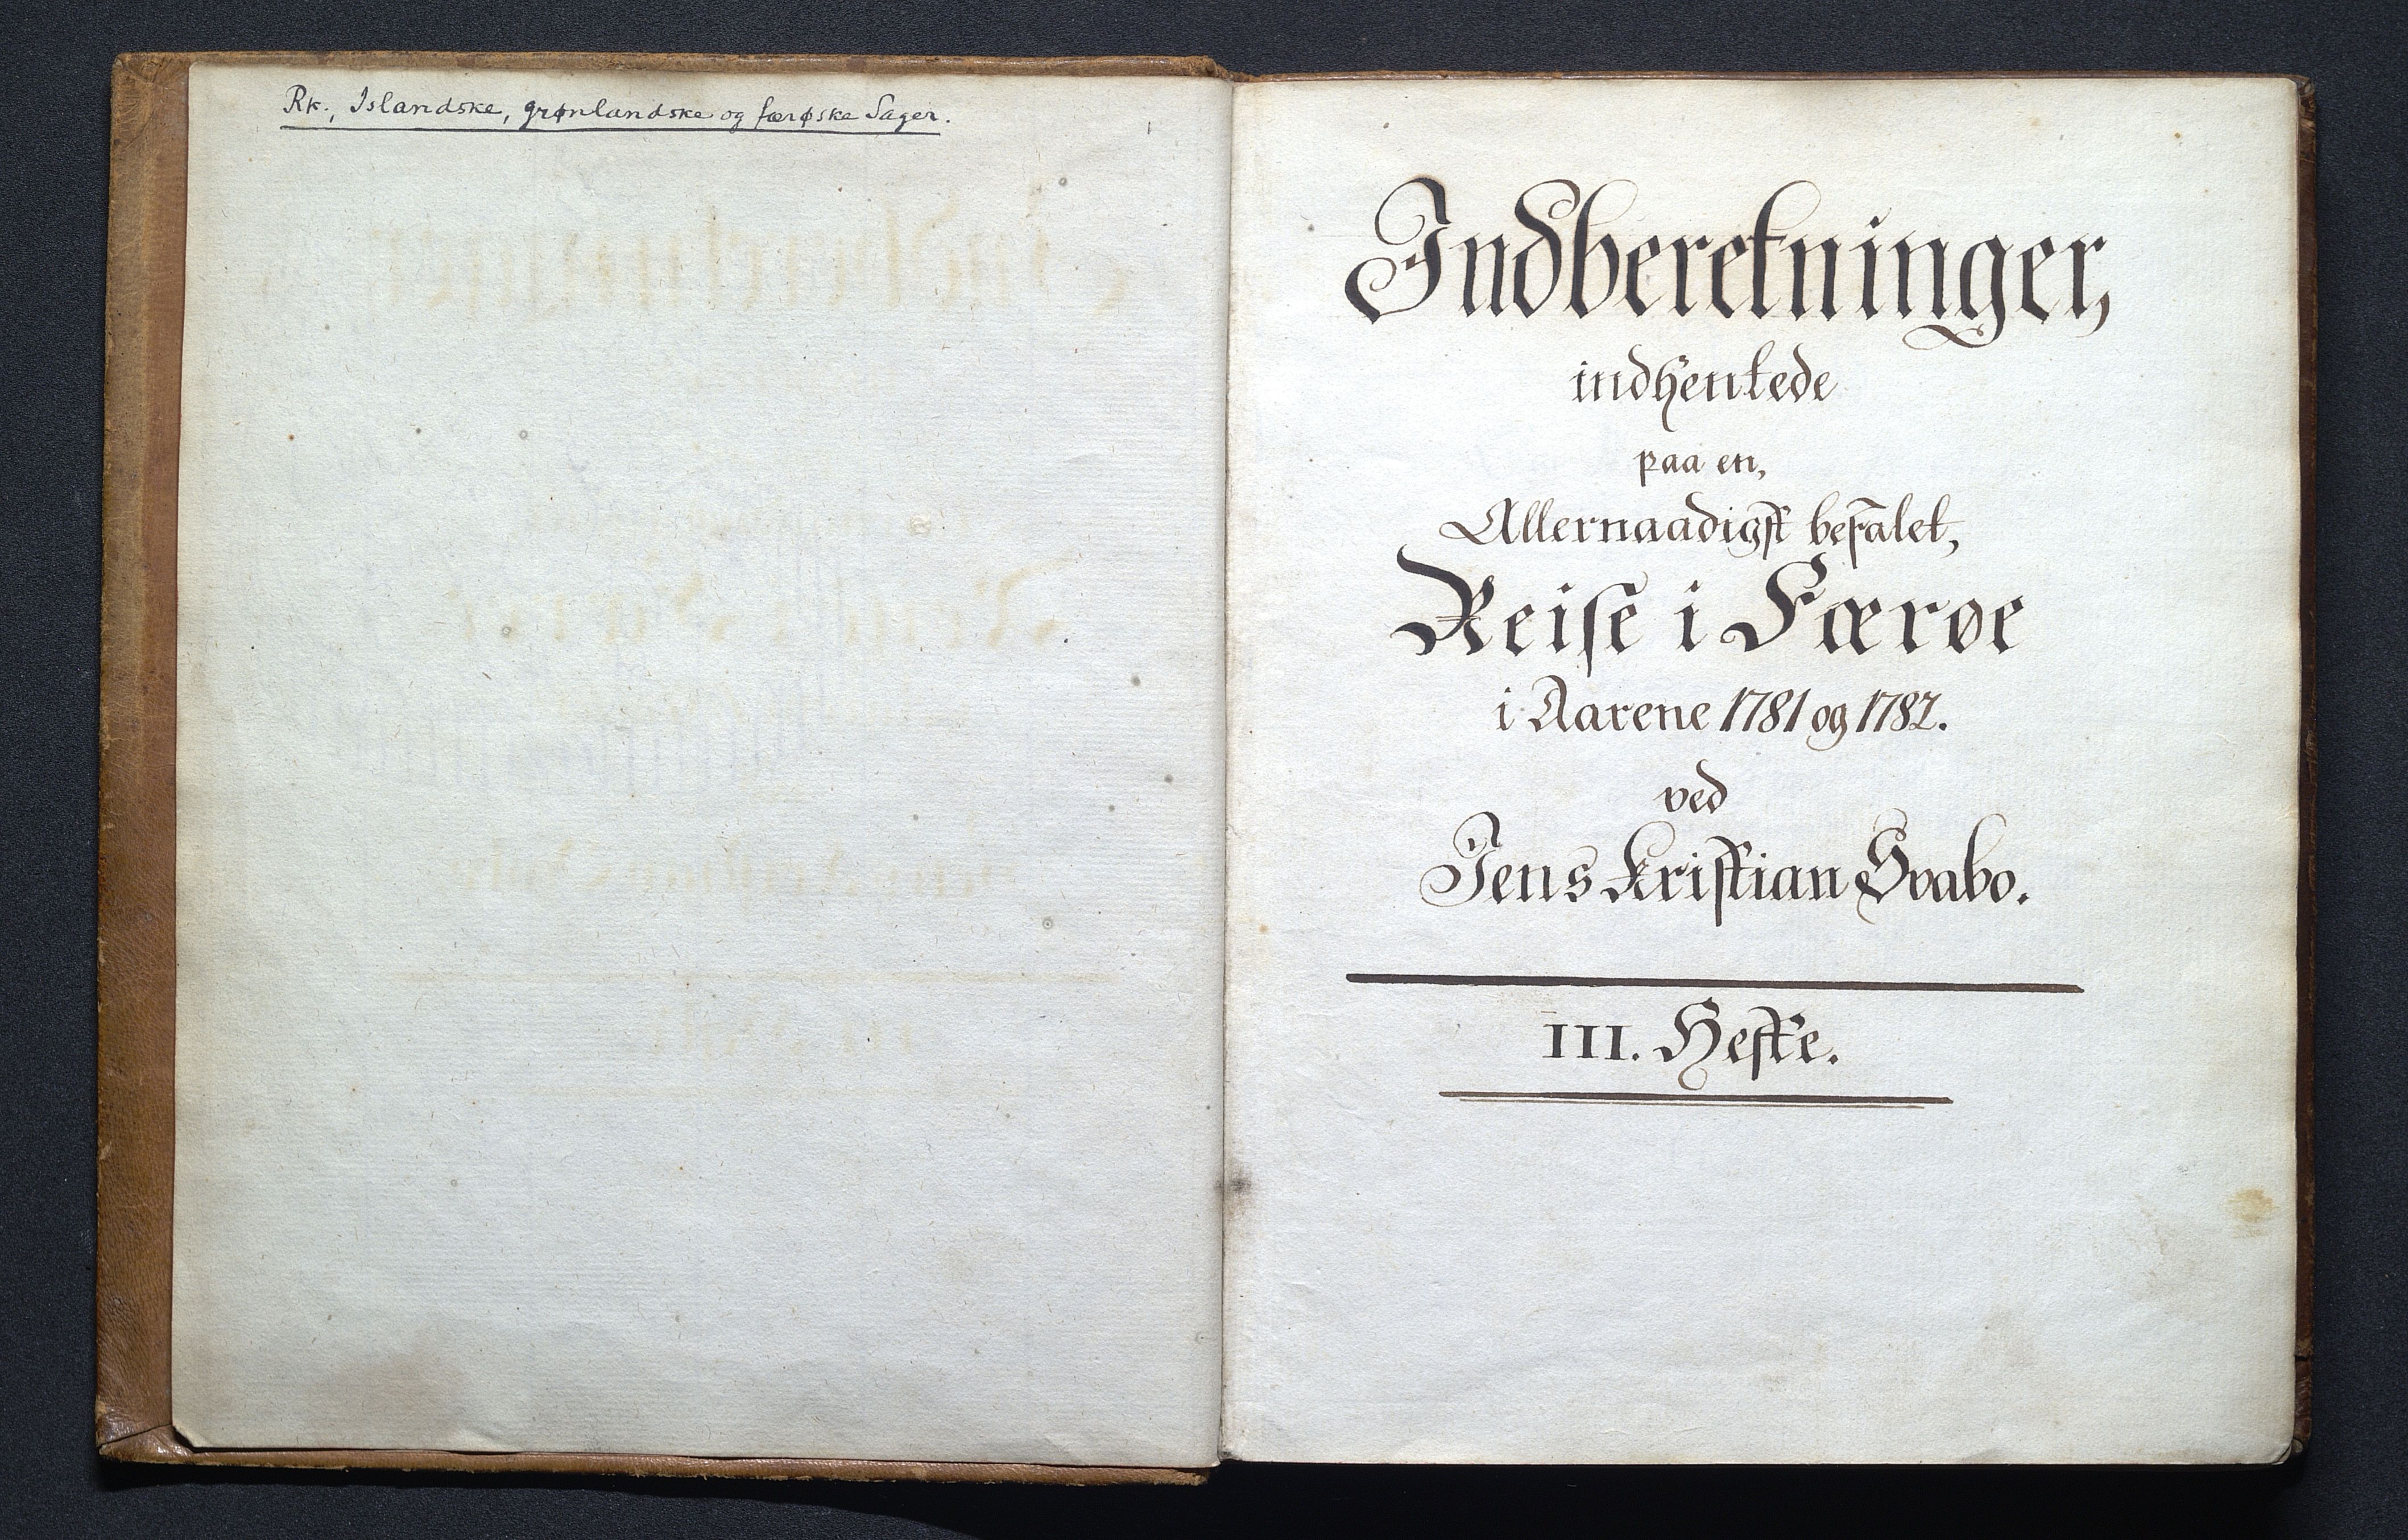 Rk., Islandske, grønlandske og færøske Sager.
Indberetninger,
indhentede
paa en,
Allernaadigst befalet,
Reise i Færøe
i Aarene 1781 og 1782.
ved
Jens Kristian Svabo.
III. Hefte.